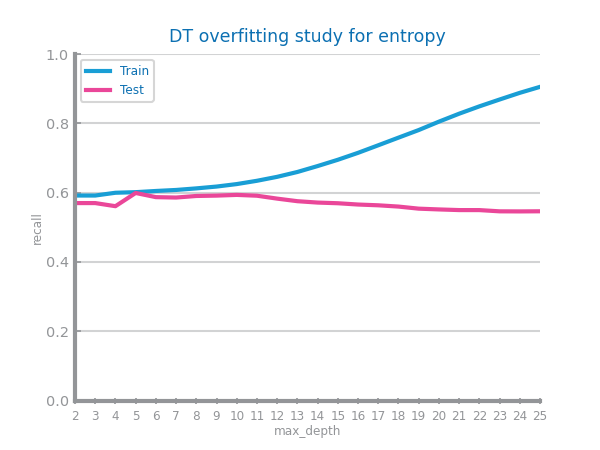 DT overfitting study for entropy
Train
Test
recall
1.0
0.8
0.6
0.4
0.2
0.0
2 3 4 5 6 7 8 9 10 11 12 13 14 15 16 17 18 19 20 21 22 23 24 25
max_depth